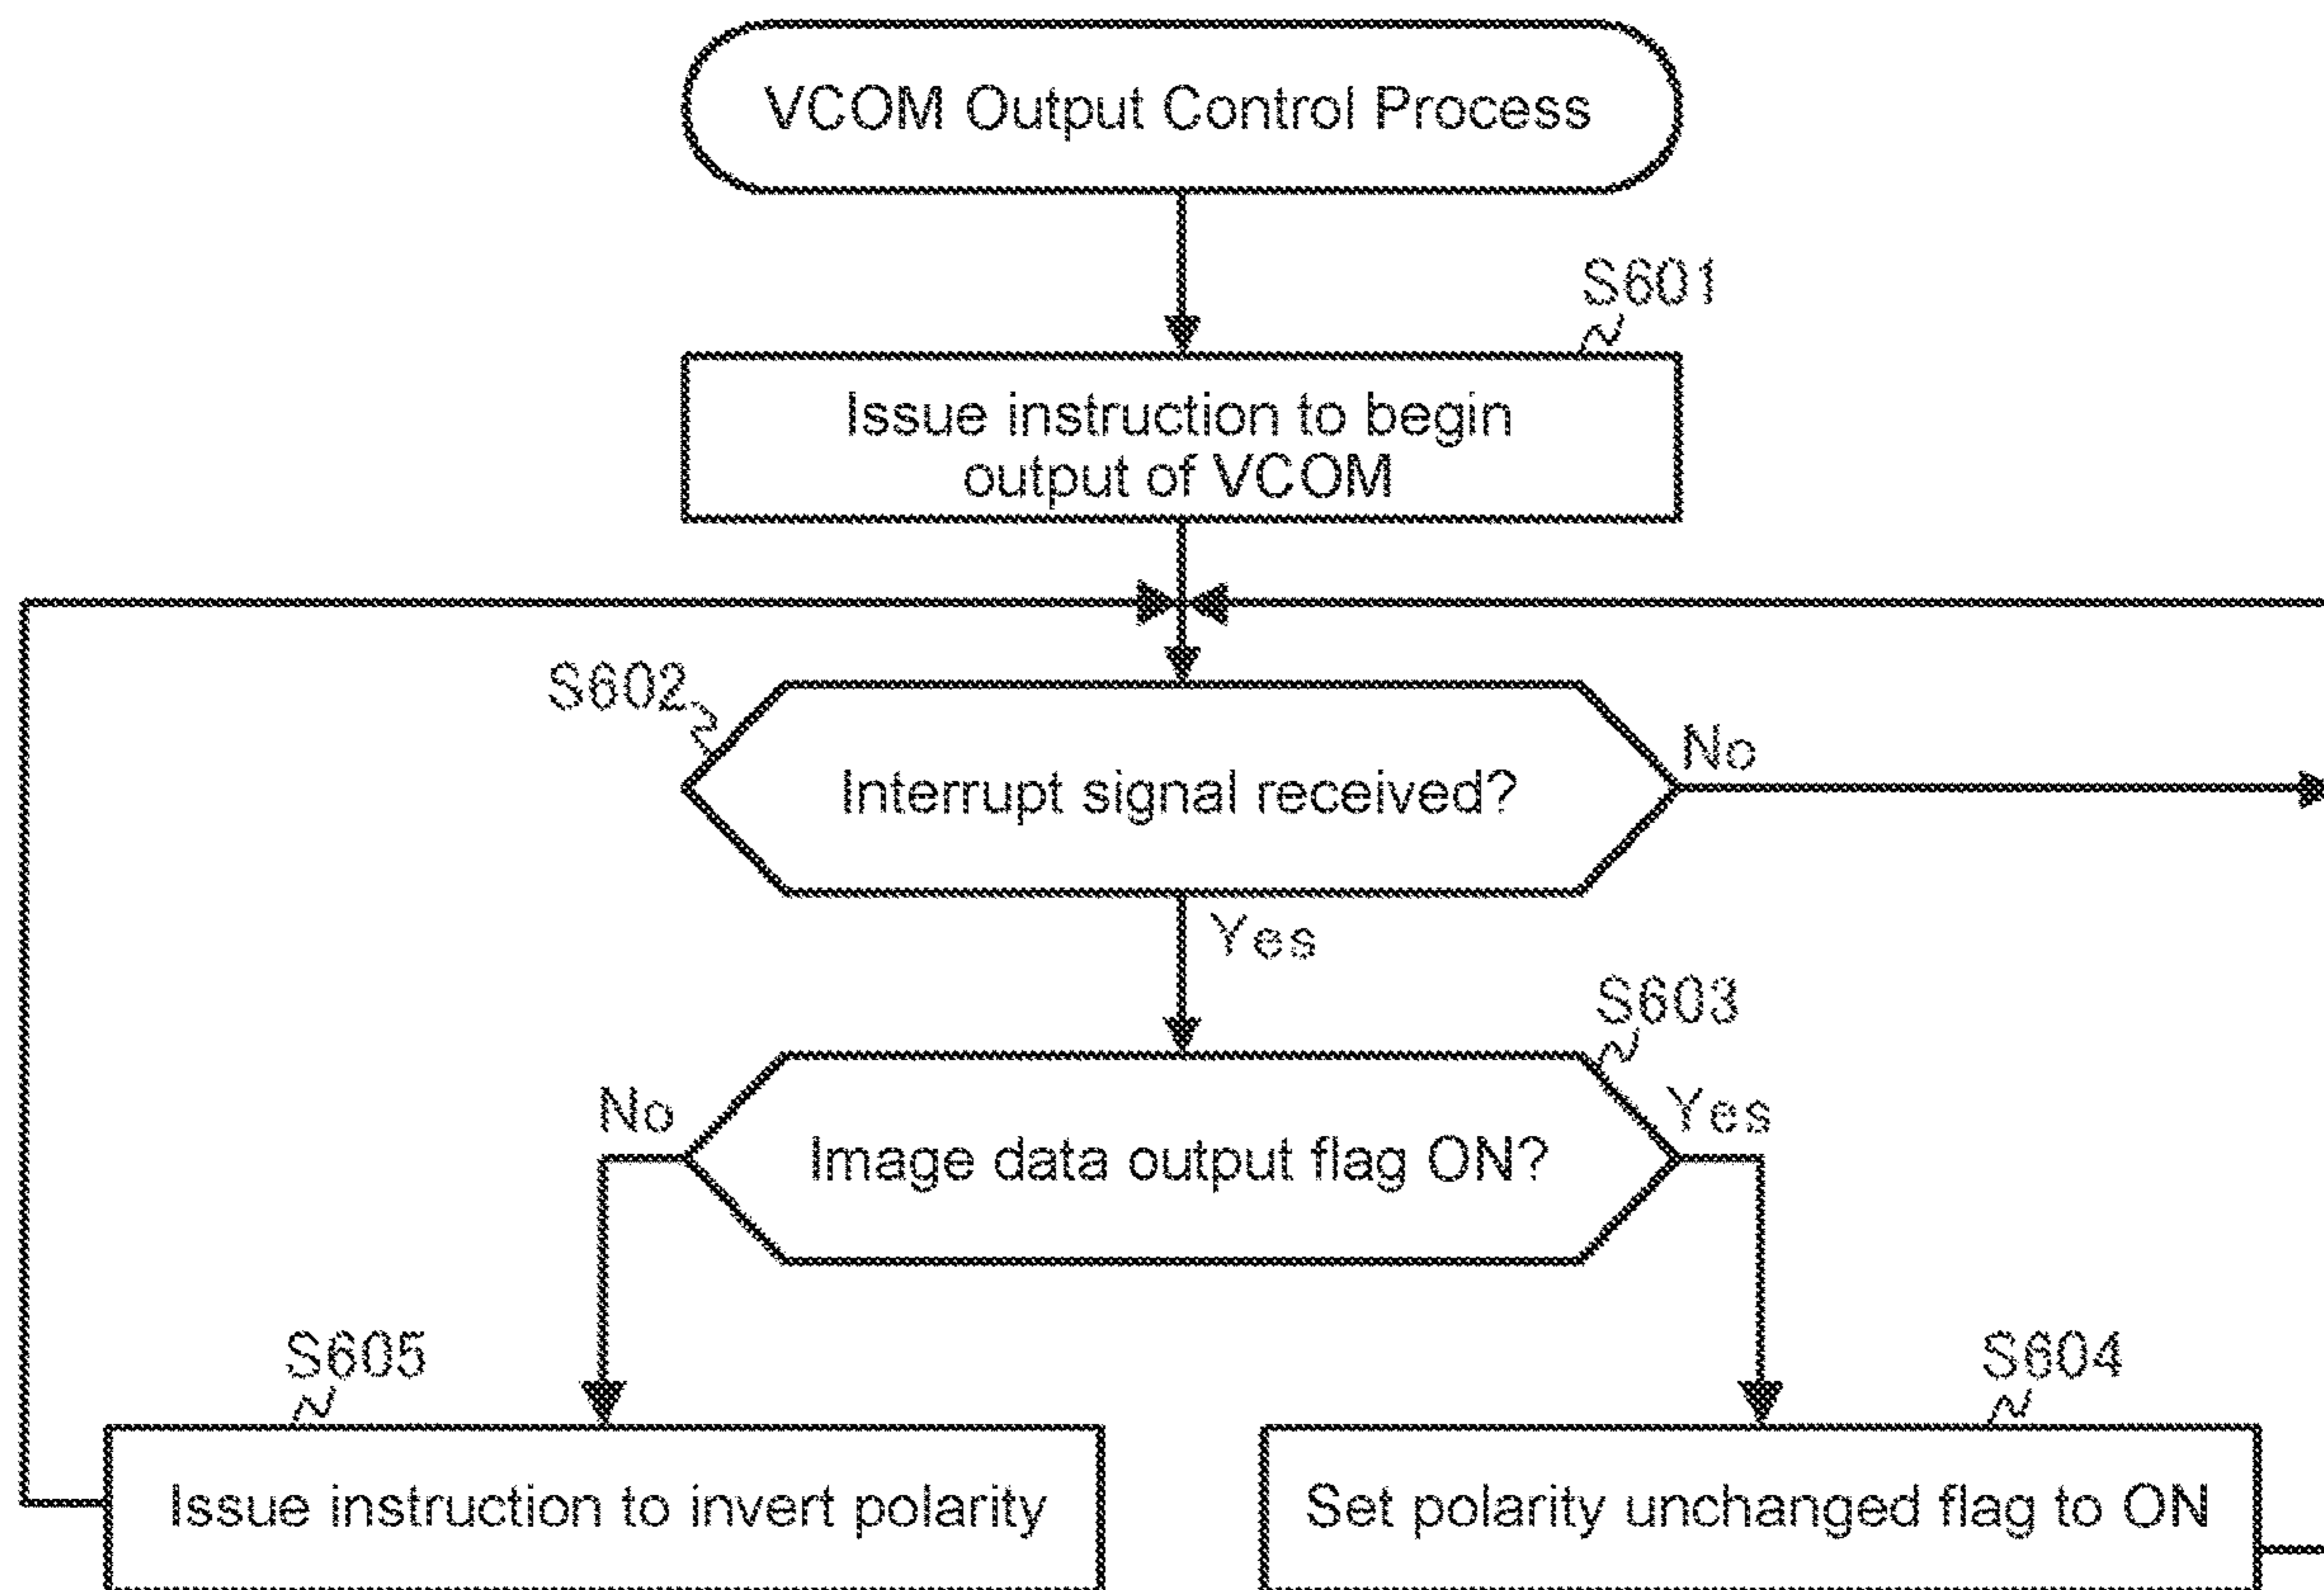 VCOM Output Control Process
S601
Issue instruction to begin
output of VCOM
S602
Interrupt signal received?
No
Yes
S603
Image data output flag ON?
No
Yes
S605
Issue instruction to invert polarity
S604
Set polarity unchanged flag to ON